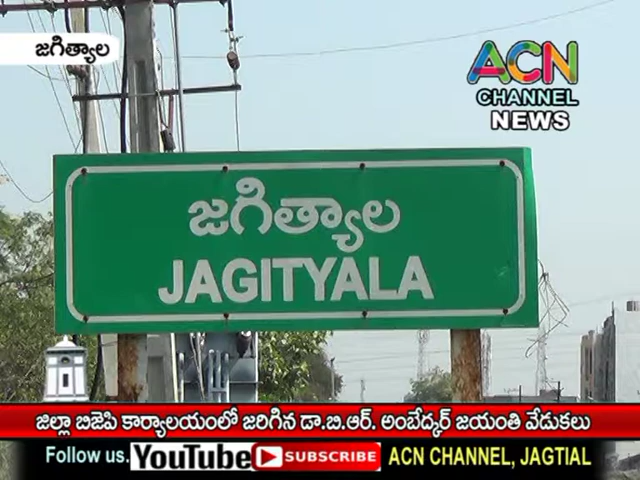 జగిత్యాల
ACN
CHANNEL
NEWS
జగిత్యాల
JAGITYALA
జిల్లా బిజెపి కార్యాలయంలో జరిగిన డా.బి.ఆర్. అంబేద్కర్ జయంతి వేడుకలు
Follow us. YouTube SUBSCRIBE ACN CHANNEL, JAGTIAL